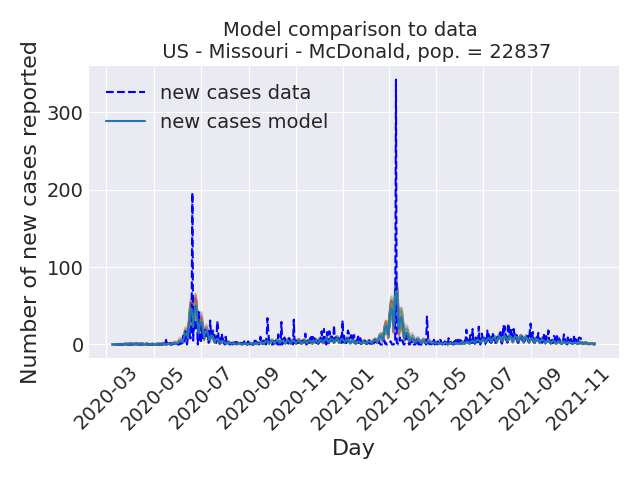 Model comparison to data
US - Missouri - McDonald, pop. = 22837
Number of new cases reported
300
200
100
0
new cases data
new cases model
2020-03
2020-05
2020-07
2020-09
2020-11
2021-01
2021-03
2021-05
2021-07
2021-09
2021-11
Day